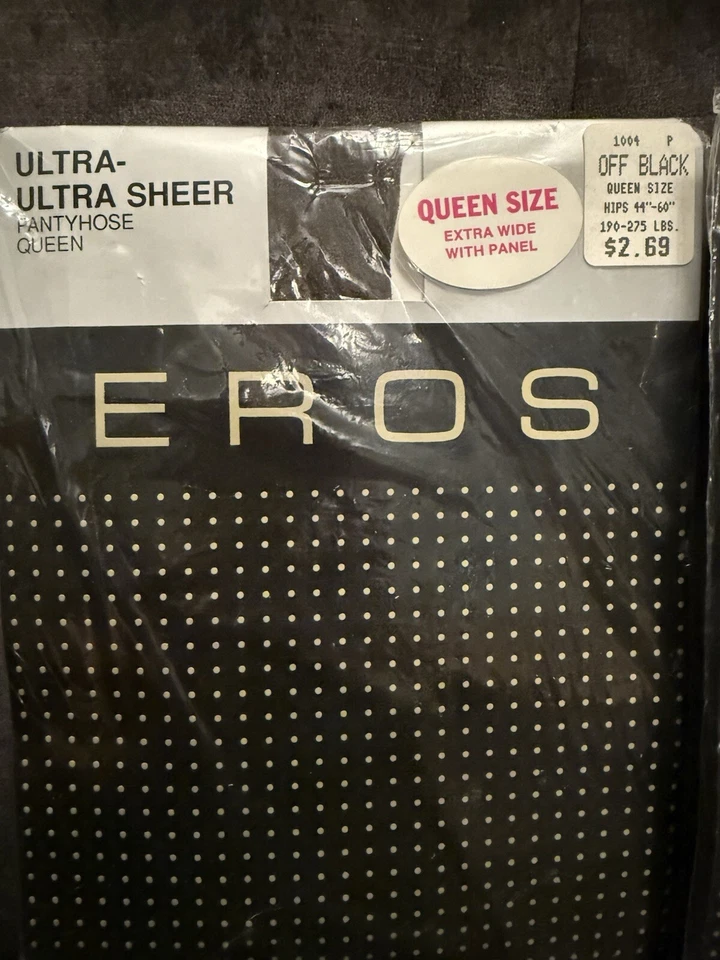 ULTRA-
ULTRA SHEER
PANTYHOSE
QUEEN
QUEEN SIZE
EXTRA WIDE
WITH PANEL
1004 P
OFF BLACK
QUEEN SIZE
HIPS 44"-60"
190-275 LBS.
$2.69
EROS